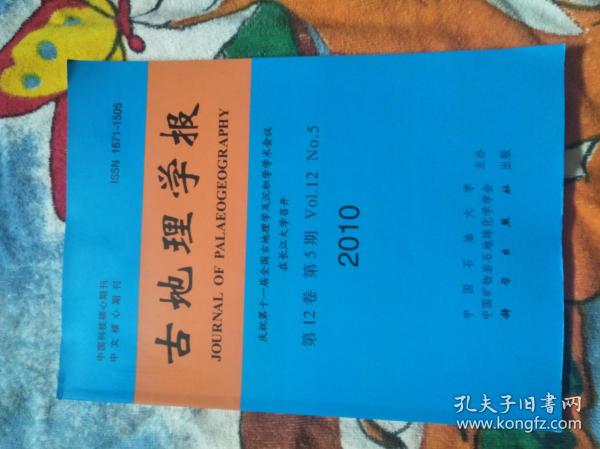 中国科技核心期刊
中文核心期刊
ISSN 1671-1505
古地理学报
JOURNAL OF PALAEOGEOGRAPHY
庆祝第十一届全国古地理学及沉积学学术会议
在长江大学召开
第12卷 第5期 Vol.12 No.5
2010
中国石油大学 主办
中国矿物岩石地球化学学会
科学出版社 出版
孔夫子旧书网
www.kongfz.com